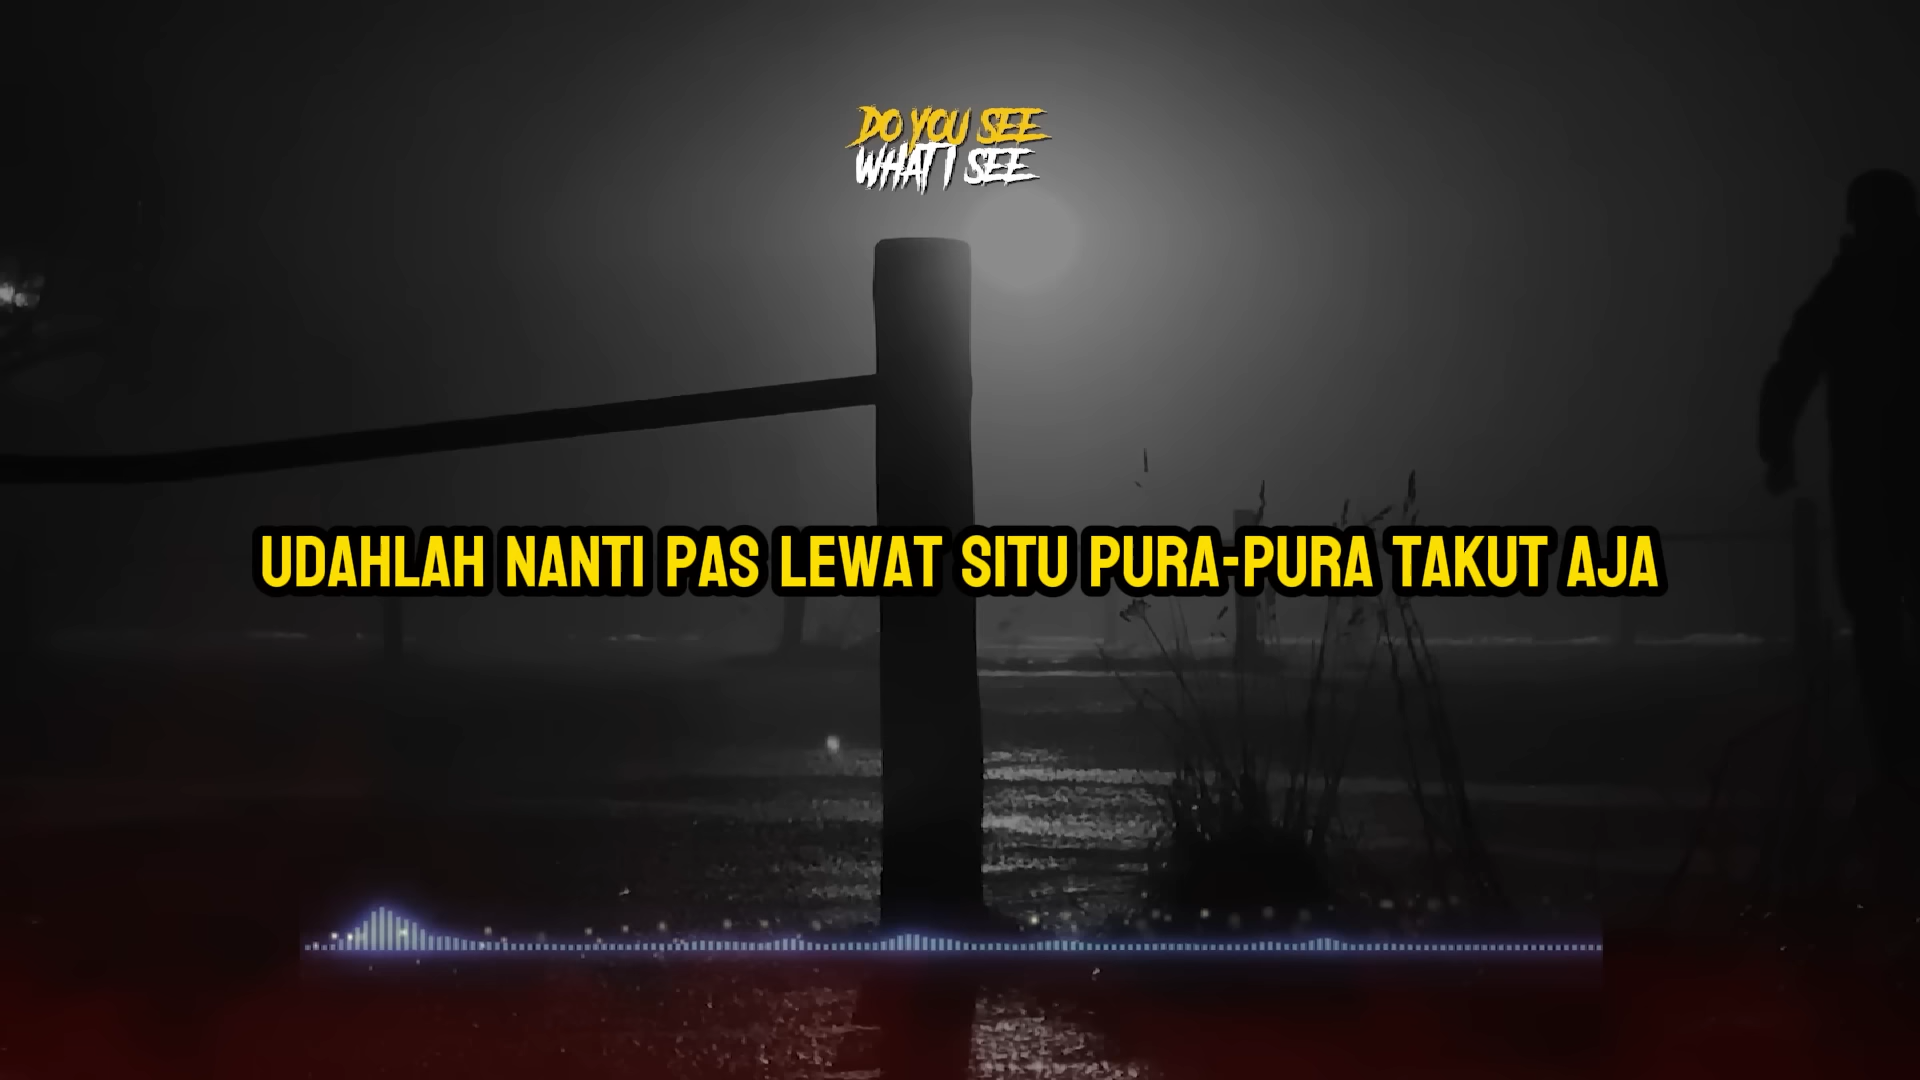 DO YOU SEE
WHAT I SEE
UDAHLAH NANTI PAS LEWAT SITU PURA-PURA TAKUT AJA